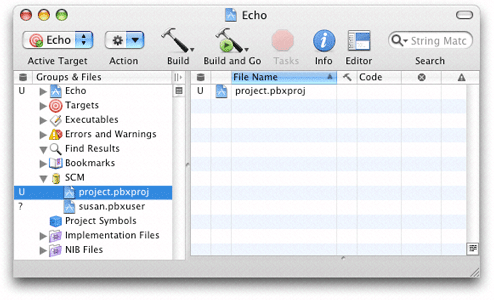 Echo
Echo
String Matc
Active Target Action Build Build and Go Tasks Info Editor Search
Groups & Files File Name Code
U Echo
Targets
Executables
Errors and Warnings
Find Results
Bookmarks
SCM
U project.pbxproj
? susan.pbxuser
Project Symbols
Implementation Files
NIB Files
U project.pbxproj